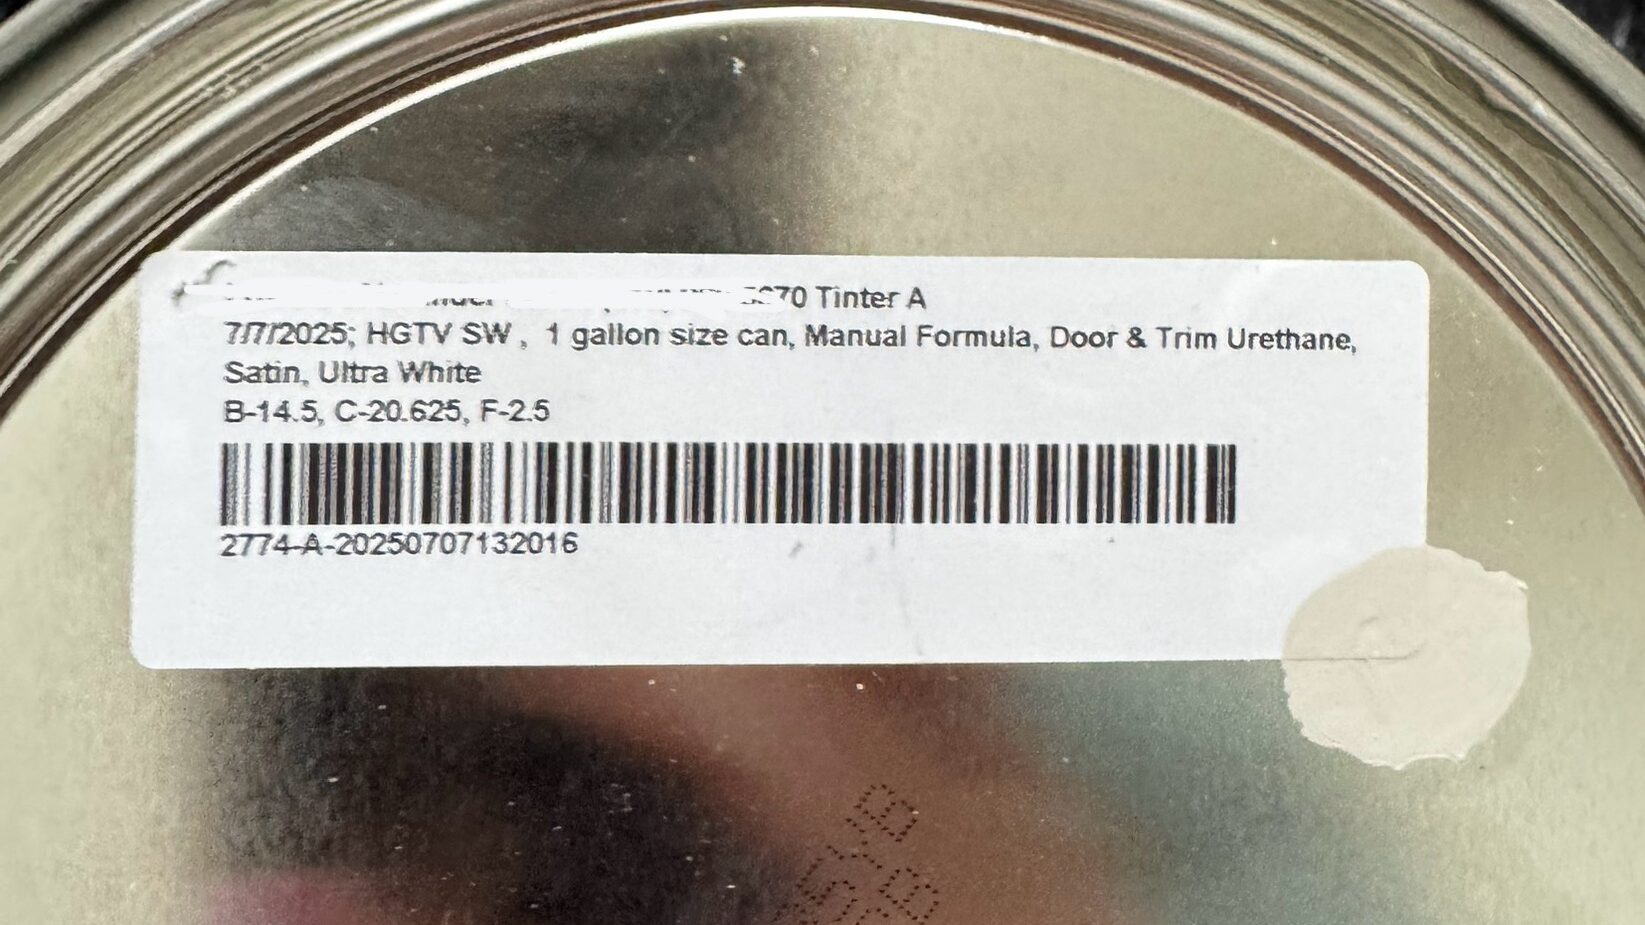 70 Tinter A
7/7/2025; HGTV SW , 1 gallon size can, Manual Formula, Door & Trim Urethane,
Satin, Ultra White
B-14.5, C-20.625, F-2.5
2774-A-20250707132016